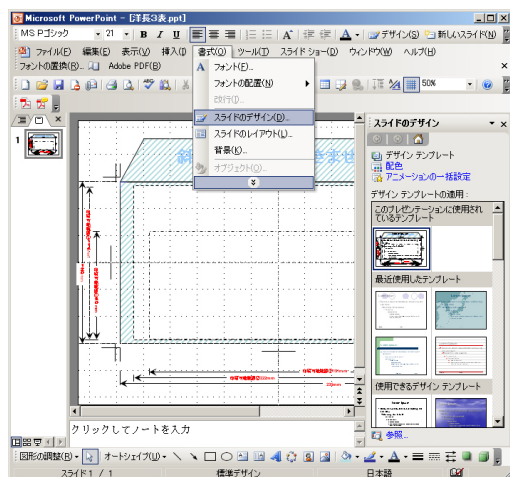 Microsoft PowerPoint - [洋長3表.ppt]
MS Pゴシック 21 B I U デザイン(S) 新しいスライド(N)
ファイル(F) 編集(E) 表示(V) 挿入(I) 書式(O) ツール(T) スライド ショー(D) ウィンドウ(W) ヘルプ(H)
フォントの置換(R)... Adobe PDF(B)
50%
フォント(F)...
フォントの配置(N)
改行(I)...
スライドのデザイン(D)...
スライドのレイアウト(L)...
背景(K)...
オブジェクト(O)...
1
スライドのデザイン
デザイン テンプレート
配色
アニメーションの一括設定
デザイン テンプレートの適用:
このプレゼンテーションに使用されているテンプレート
最近使用したテンプレート
使用できるデザイン テンプレート
参照...
クリックしてノートを入力
図形の調整(R) オートシェイプ(U)
スライド 1 / 1 標準デザイン 日本語